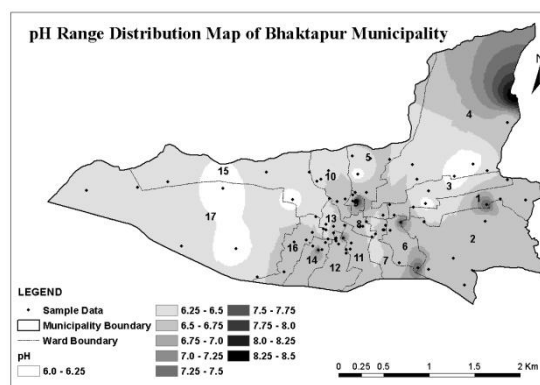 pH Range Distribution Map of Bhaktapur Municipality
N
4
5
15
10
3
1
9
17
13
8
2
16
6
14
11
7
12
LEGEND
Sample Data
Municipality Boundary
Ward Boundary
pH
6.0 - 6.25
6.25 - 6.5
6.5 - 6.75
6.75 - 7.0
7.0 - 7.25
7.25 - 7.5
7.5 - 7.75
7.75 - 8.0
8.0 - 8.25
8.25 - 8.5
0 0.25 0.5 1 1.5 2 Km